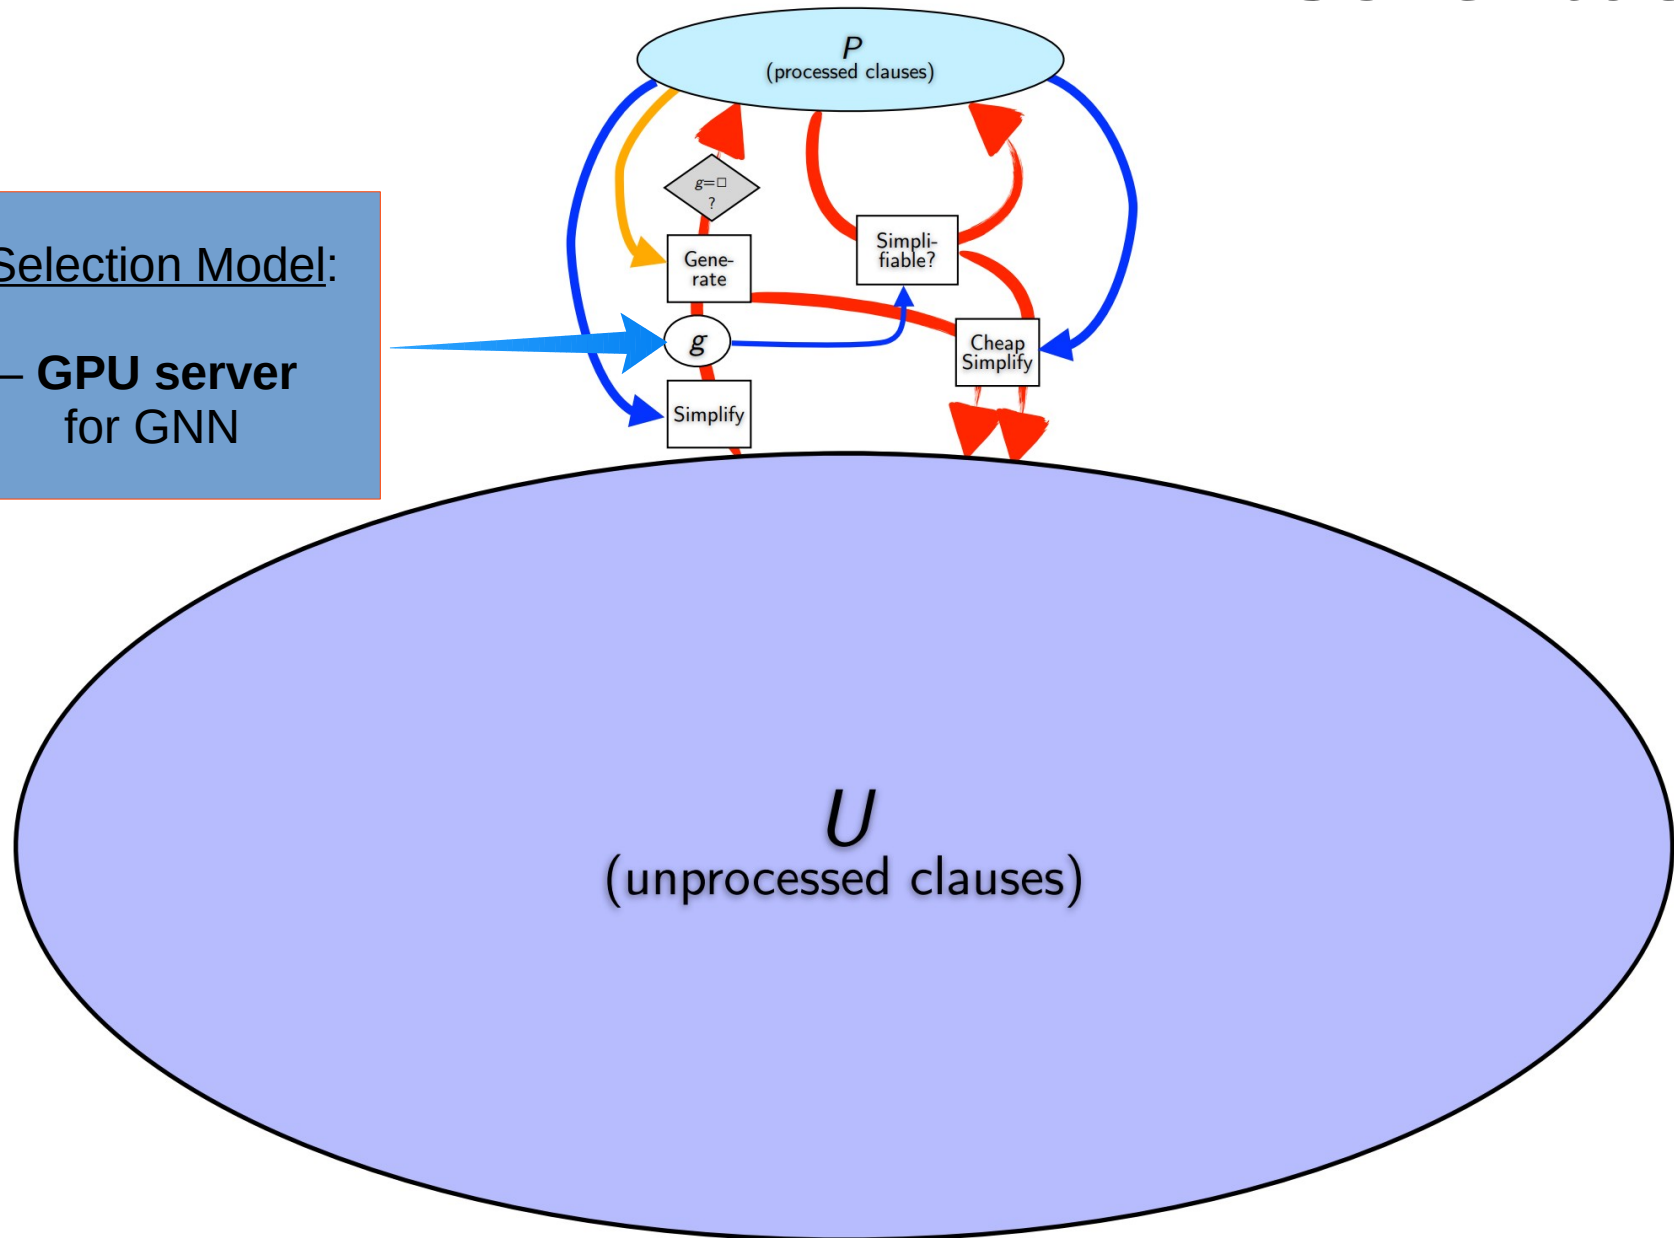 P
(processed clauses)
g=□
?
Gene-
rate
Simpli-
fiable?
g
Cheap
Simplify
Simplify
Selection Model:
– GPU server
for GNN
U
(unprocessed clauses)